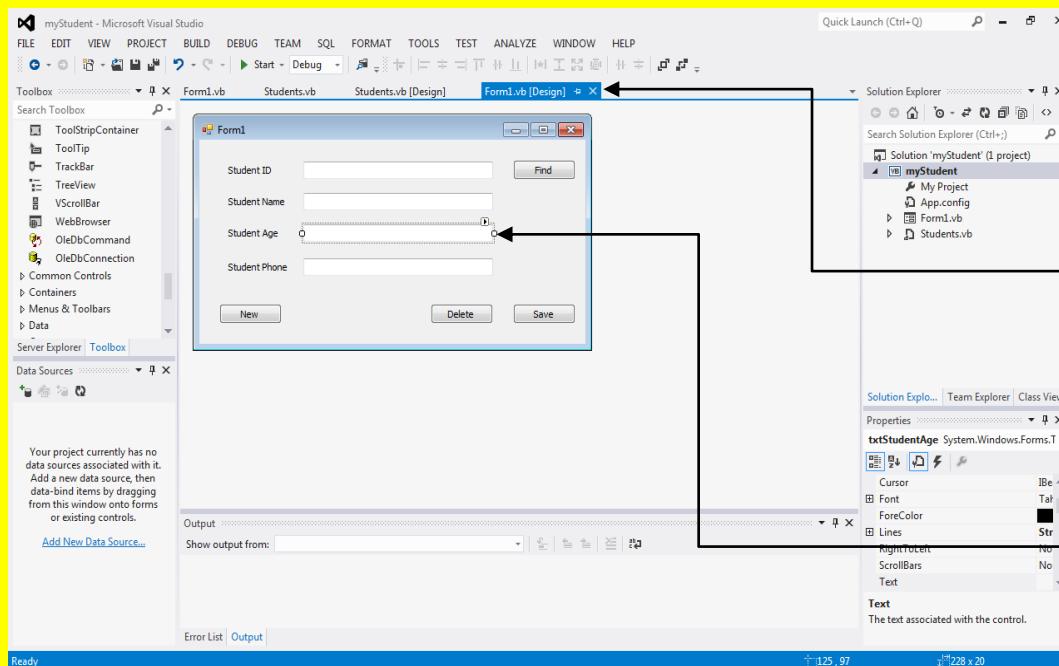 myStudent - Microsoft Visual Studio
Quick Launch (Ctrl+Q)
FILE EDIT VIEW PROJECT BUILD DEBUG TEAM SQL FORMAT TOOLS TEST ANALYZE WINDOW HELP
Start Debug
Toolbox
Search Toolbox
ToolStripContainer
ToolTip
TrackBar
TreeView
VScrollBar
WebBrowser
OleDbCommand
OleDbConnection
Common Controls
Containers
Menus & Toolbars
Data
Server Explorer Toolbox
Data Sources
Your project currently has no
data sources associated with it.
Add a new data source, then
data-bind items by dragging
from this window onto forms
or existing controls.
Add New Data Source...
Form1.vb Students.vb Students.vb [Design] Form1.vb [Design]
Form1
Student ID
Find
Student Name
Student Age
Student Phone
New Delete Save
Output
Show output from:
Error List Output
Solution Explorer
Search Solution Explorer (Ctrl+;)
Solution 'myStudent' (1 project)
VB myStudent
My Project
App.config
Form1.vb
Students.vb
Solution Explo... Team Explorer Class Vie
Properties
txtStudentAge System.Windows.Forms.T
Cursor IBe
Font Tah
ForeColor
Lines Str
RightToLeft No
ScrollBars No
Text
Text
The text associated with the control.
Ready
125 , 97
228 x 20